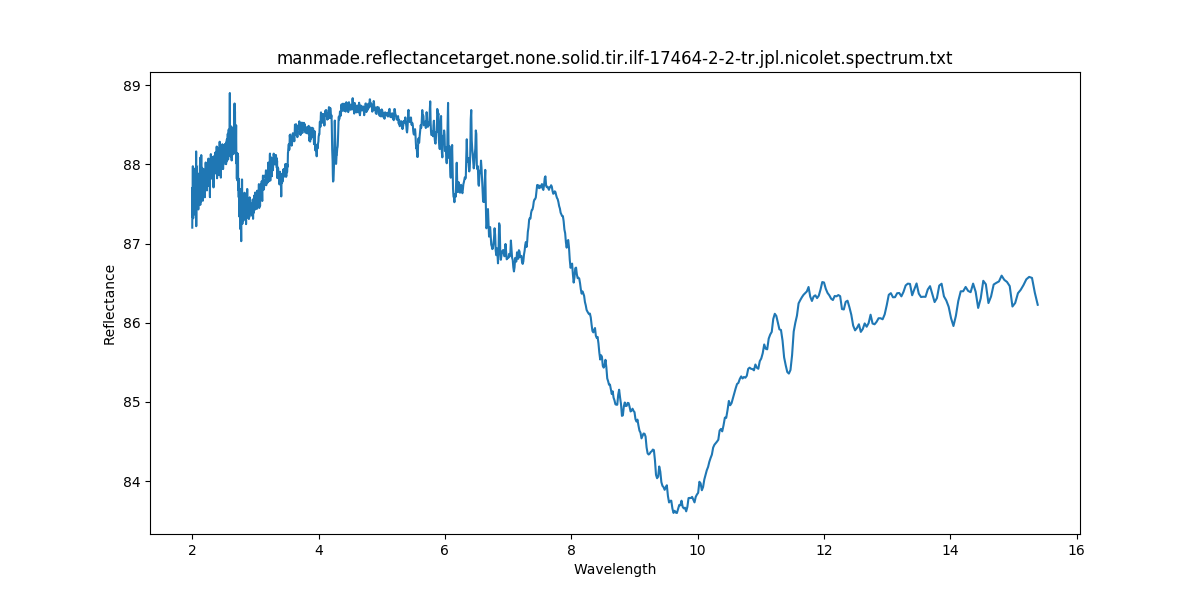 manmade.reflectancetarget.none.solid.tir.ilf-17464-2-2-tr.jpl.nicolet.spectrum.txt
89
88
87
86
85
84
Reflectance
2 4 6 8 10 12 14 16
Wavelength